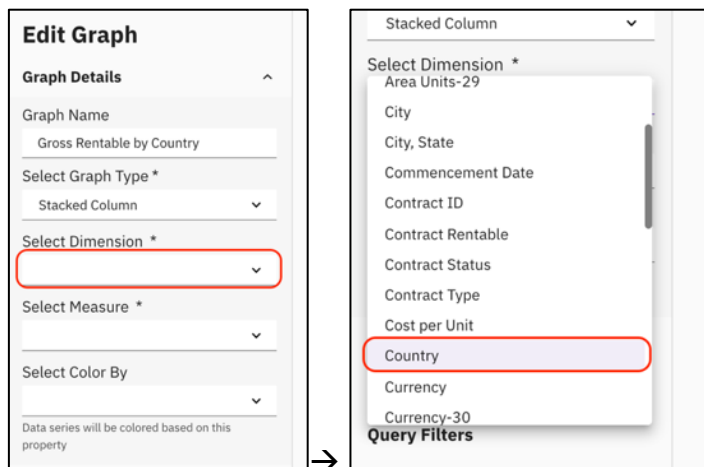 Edit Graph
Graph Details
Graph Name
Gross Rentable by Country
Select Graph Type *
Stacked Column
Select Dimension *
Select Measure *
Select Color By
Data series will be colored based on this
property
→
Stacked Column
Select Dimension *
Area Units-29
City
City, State
Commencement Date
Contract ID
Contract Rentable
Contract Status
Contract Type
Cost per Unit
Country
Currency
Currency-30
Query Filters